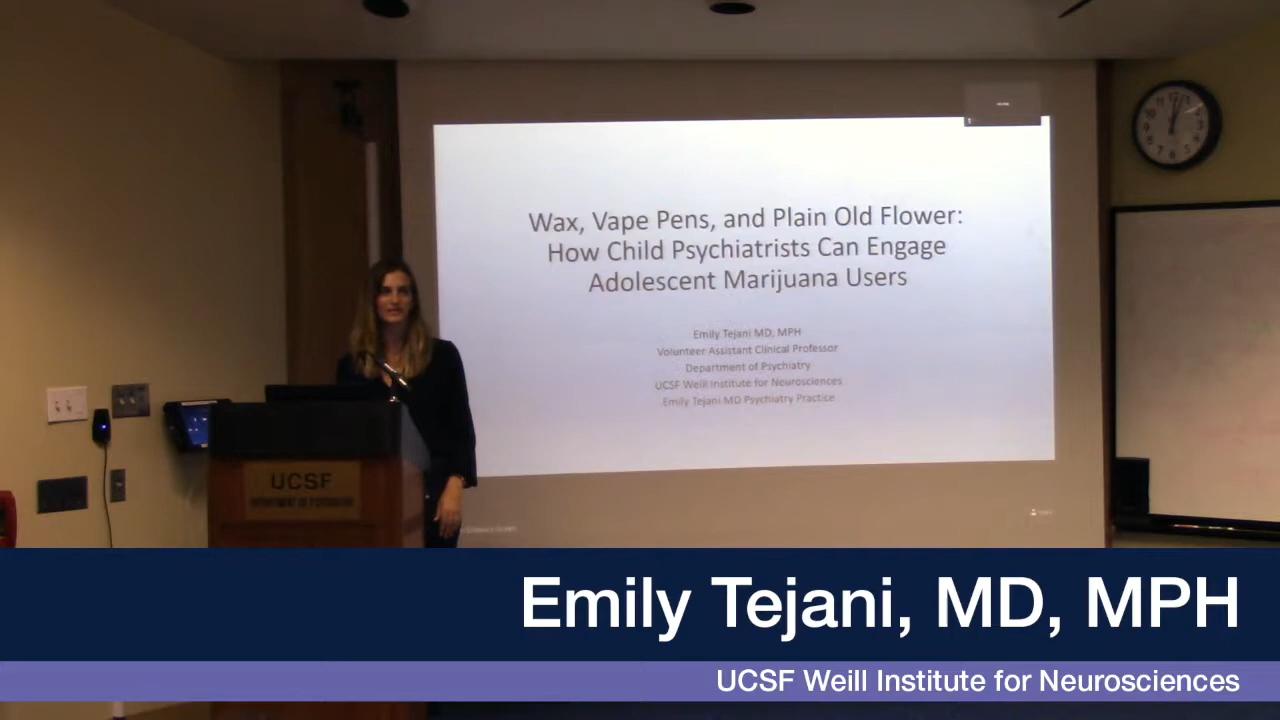 Wax, Vape Pens, and Plain Old Flower:
How Child Psychiatrists Can Engage
Adolescent Marijuana Users
Emily Tejani MD, MPH
Volunteer Assistant Clinical Professor
Department of Psychiatry
UCSF Weill Institute for Neurosciences
Emily Tejani MD Psychiatry Practice
UCSF
DEPARTMENT OF PSYCHIATRY
Emily Tejani, MD, MPH
UCSF Weill Institute for Neurosciences